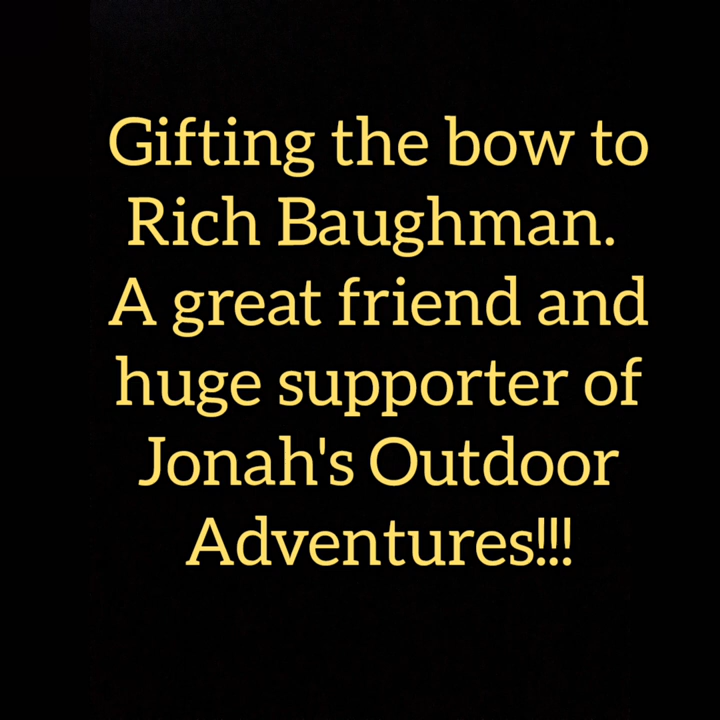 Gifting the bow to
Rich Baughman.
A great friend and
huge supporter of
Jonah's Outdoor
Adventures!!!